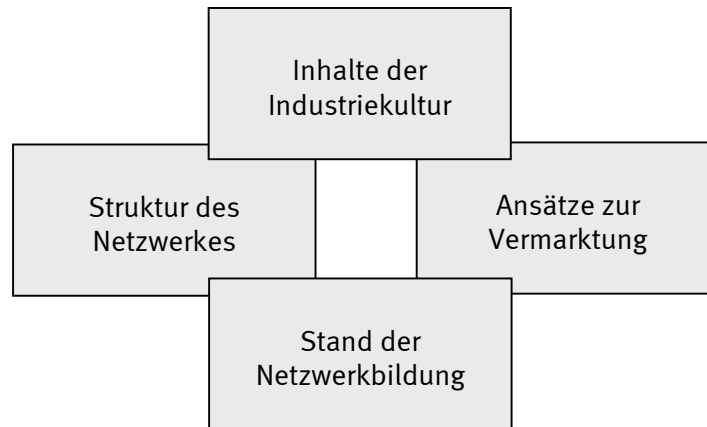 Inhalte der
Industriekultur
Struktur des
Netzwerkes
Ansätze zur
Vermarktung
Stand der
Netzwerkbildung